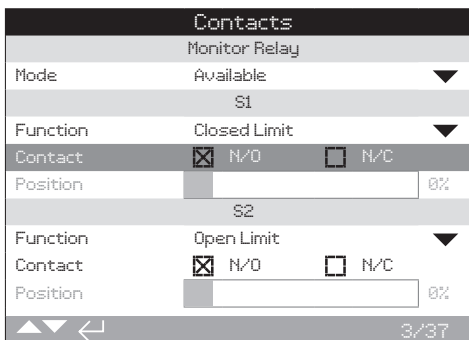 Contacts
Monitor Relay
Mode Available
S1
Function Closed Limit
Contact N/O N/C
Position 0%
S2
Function Open Limit
Contact N/O N/C
Position 0%
3/37